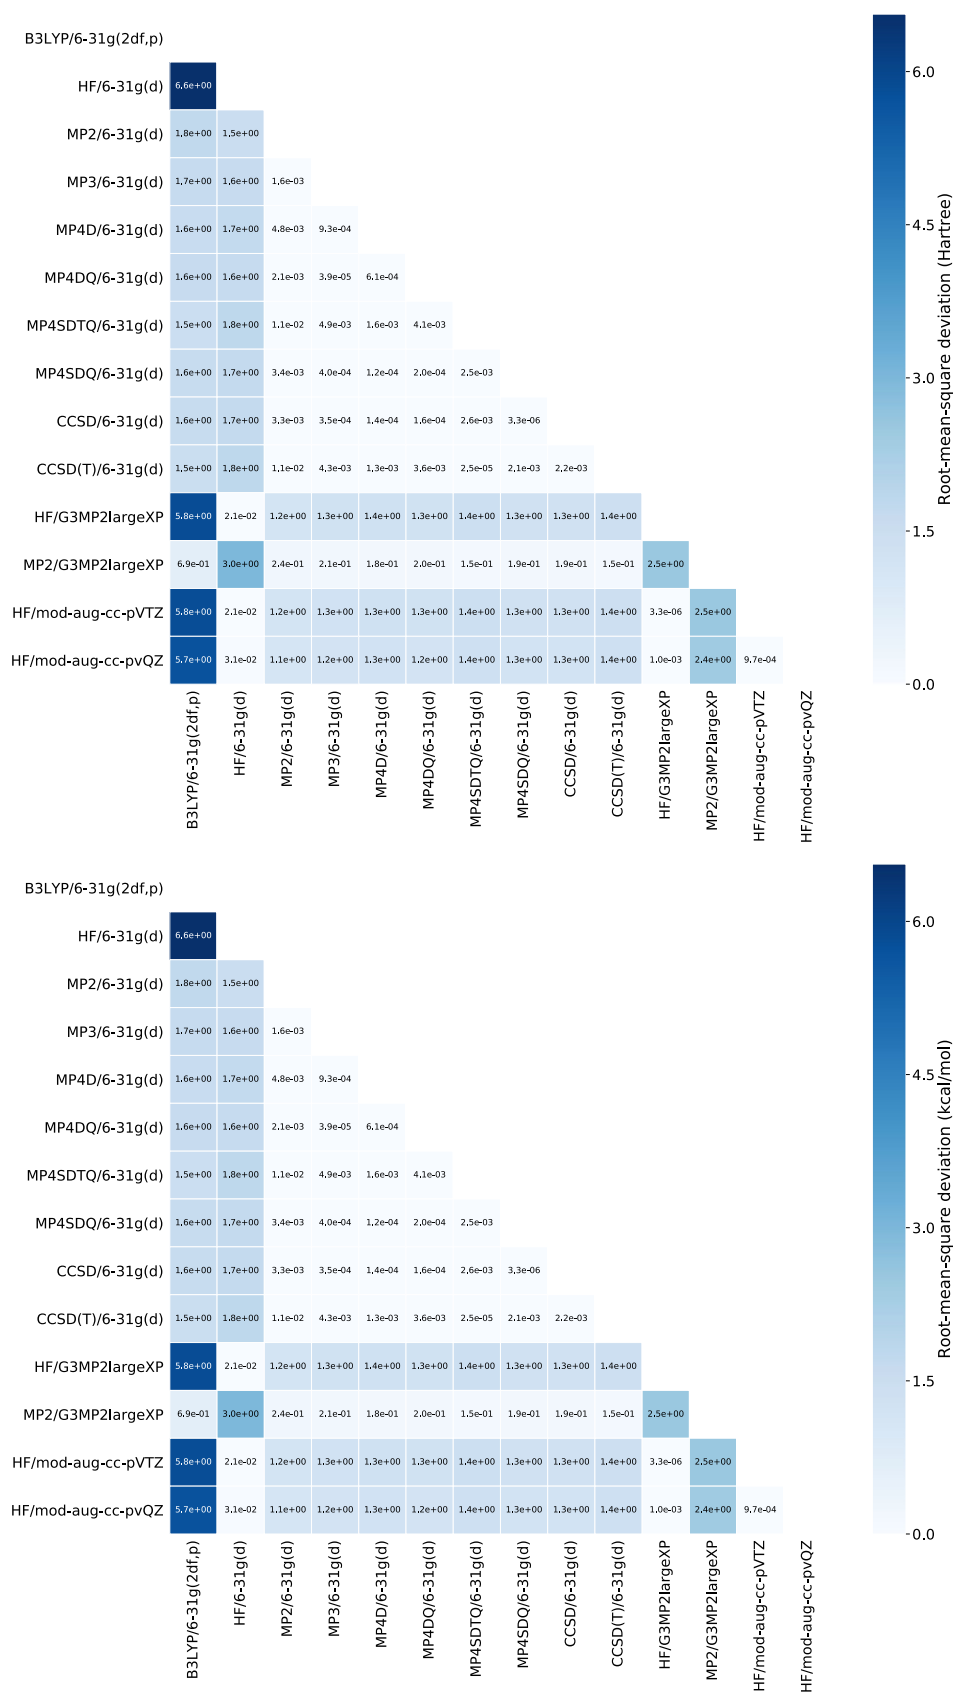 B3LYP/6-31g(2df,p)
HF/6-31g(d) 6.6e+00
MP2/6-31g(d) 1.8e+00 1.5e+00
MP3/6-31g(d) 1.7e+00 1.6e+00 1.6e-03
MP4D/6-31g(d) 1.6e+00 1.7e+00 4.8e-03 9.3e-04
MP4DQ/6-31g(d) 1.6e+00 1.6e+00 2.1e-03 3.9e-05 6.1e-04
MP4SDTQ/6-31g(d) 1.5e+00 1.8e+00 1.1e-02 4.9e-03 1.6e-03 4.1e-03
MP4SDQ/6-31g(d) 1.6e+00 1.7e+00 3.4e-03 4.0e-04 1.2e-04 2.0e-04 2.5e-03
CCSD/6-31g(d) 1.6e+00 1.7e+00 3.3e-03 3.5e-04 1.4e-04 1.6e-04 2.6e-03 3.3e-06
CCSD(T)/6-31g(d) 1.5e+00 1.8e+00 1.1e-02 4.3e-03 1.3e-03 3.6e-03 2.5e-05 2.1e-03 2.2e-03
HF/G3MP2largeXP 5.8e+00 2.1e-02 1.2e+00 1.3e+00 1.4e+00 1.3e+00 1.4e+00 1.3e+00 1.3e+00 1.4e+00
MP2/G3MP2largeXP 6.9e-01 3.0e+00 2.4e-01 2.1e-01 1.8e-01 2.0e-01 1.5e-01 1.9e-01 1.9e-01 1.5e-01 2.5e+00
HF/mod-aug-cc-pVTZ 5.8e+00 2.1e-02 1.2e+00 1.3e+00 1.3e+00 1.3e+00 1.4e+00 1.3e+00 1.3e+00 1.4e+00 3.3e-06 2.5e+00
HF/mod-aug-cc-pvQZ 5.7e+00 3.1e-02 1.1e+00 1.2e+00 1.3e+00 1.2e+00 1.4e+00 1.3e+00 1.3e+00 1.4e+00 1.0e-03 2.4e+00 9.7e-04
B3LYP/6-31g(2df,p)
HF/6-31g(d)
MP2/6-31g(d)
MP3/6-31g(d)
MP4D/6-31g(d)
MP4DQ/6-31g(d)
MP4SDTQ/6-31g(d)
MP4SDQ/6-31g(d)
CCSD/6-31g(d)
CCSD(T)/6-31g(d)
HF/G3MP2largeXP
MP2/G3MP2largeXP
HF/mod-aug-cc-pVTZ
HF/mod-aug-cc-pvQZ
6.0
4.5
3.0
1.5
0.0
Root-mean-square deviation (Hartree)
B3LYP/6-31g(2df,p)
HF/6-31g(d) 6.6e+00
MP2/6-31g(d) 1.8e+00 1.5e+00
MP3/6-31g(d) 1.7e+00 1.6e+00 1.6e-03
MP4D/6-31g(d) 1.6e+00 1.7e+00 4.8e-03 9.3e-04
MP4DQ/6-31g(d) 1.6e+00 1.6e+00 2.1e-03 3.9e-05 6.1e-04
MP4SDTQ/6-31g(d) 1.5e+00 1.8e+00 1.1e-02 4.9e-03 1.6e-03 4.1e-03
MP4SDQ/6-31g(d) 1.6e+00 1.7e+00 3.4e-03 4.0e-04 1.2e-04 2.0e-04 2.5e-03
CCSD/6-31g(d) 1.6e+00 1.7e+00 3.3e-03 3.5e-04 1.4e-04 1.6e-04 2.6e-03 3.3e-06
CCSD(T)/6-31g(d) 1.5e+00 1.8e+00 1.1e-02 4.3e-03 1.3e-03 3.6e-03 2.5e-05 2.1e-03 2.2e-03
HF/G3MP2largeXP 5.8e+00 2.1e-02 1.2e+00 1.3e+00 1.4e+00 1.3e+00 1.4e+00 1.3e+00 1.3e+00 1.4e+00
MP2/G3MP2largeXP 6.9e-01 3.0e+00 2.4e-01 2.1e-01 1.8e-01 2.0e-01 1.5e-01 1.9e-01 1.9e-01 1.5e-01 2.5e+00
HF/mod-aug-cc-pVTZ 5.8e+00 2.1e-02 1.2e+00 1.3e+00 1.3e+00 1.3e+00 1.4e+00 1.3e+00 1.3e+00 1.4e+00 3.3e-06 2.5e+00
HF/mod-aug-cc-pvQZ 5.7e+00 3.1e-02 1.1e+00 1.2e+00 1.3e+00 1.2e+00 1.4e+00 1.3e+00 1.3e+00 1.4e+00 1.0e-03 2.4e+00 9.7e-04
B3LYP/6-31g(2df,p)
HF/6-31g(d)
MP2/6-31g(d)
MP3/6-31g(d)
MP4D/6-31g(d)
MP4DQ/6-31g(d)
MP4SDTQ/6-31g(d)
MP4SDQ/6-31g(d)
CCSD/6-31g(d)
CCSD(T)/6-31g(d)
HF/G3MP2largeXP
MP2/G3MP2largeXP
HF/mod-aug-cc-pVTZ
HF/mod-aug-cc-pvQZ
6.0
4.5
3.0
1.5
0.0
Root-mean-square deviation (kcal/mol)